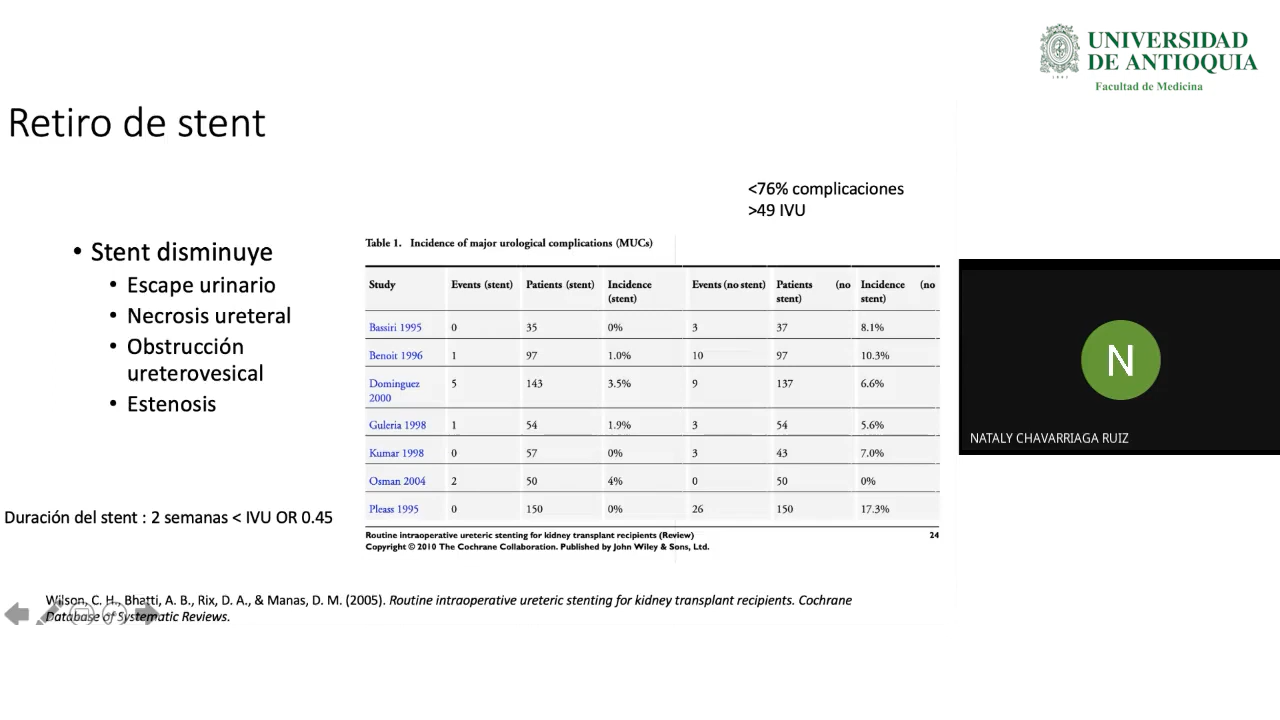 UNIVERSIDAD
DE ANTIOQUIA
1803
Facultad de Medicina
Retiro de stent
<76% complicaciones
>49 IVU
• Stent disminuye
• Escape urinario
• Necrosis ureteral
• Obstrucción
ureterovesical
• Estenosis
Duración del stent : 2 semanas < IVU OR 0.45
Table 1. Incidence of major urological complications (MUCs)
Study Events (stent) Patients (stent) Incidence (stent) Events (no stent) Patients (no stent) Incidence (no stent)
Bassiri 1995 0 35 0% 3 37 8.1%
Benoit 1996 1 97 1.0% 10 97 10.3%
Dominguez 2000 5 143 3.5% 9 137 6.6%
Guleria 1998 1 54 1.9% 3 54 5.6%
Kumar 1998 0 57 0% 3 43 7.0%
Osman 2004 2 50 4% 0 50 0%
Pleass 1995 0 150 0% 26 150 17.3%
Routine intraoperative ureteric stenting for kidney transplant recipients (Review) 24
Copyright © 2010 The Cochrane Collaboration. Published by John Wiley & Sons, Ltd.
Wilson, C. H., Bhatti, A. B., Rix, D. A., & Manas, D. M. (2005). Routine intraoperative ureteric stenting for kidney transplant recipients. Cochrane
Database of Systematic Reviews.
N
NATALY CHAVARRIAGA RUIZ